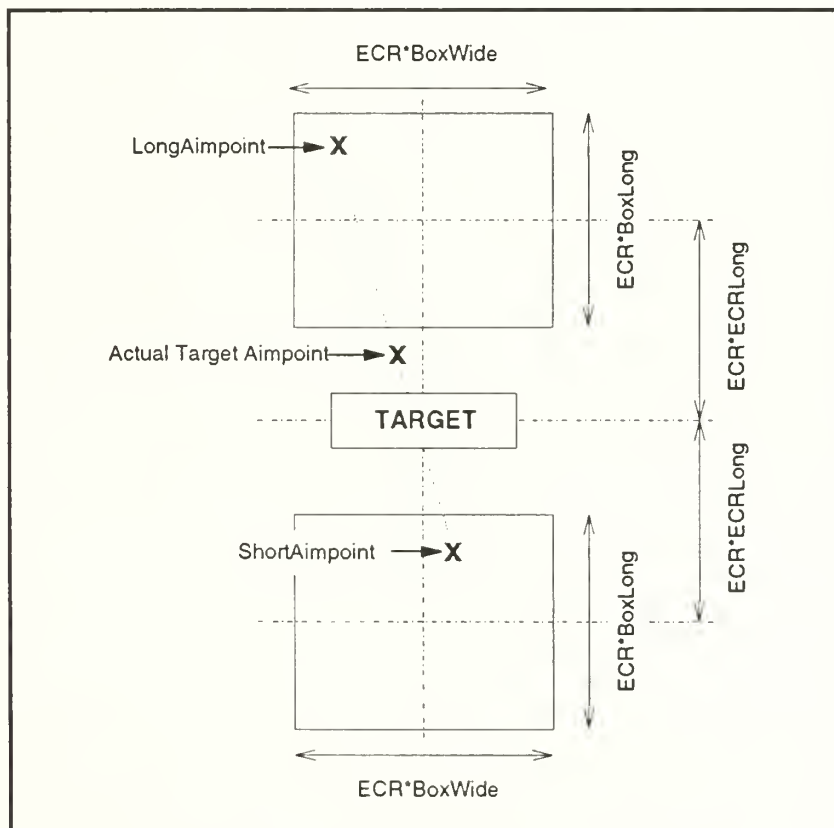 ECR*BoxWide
LongAimpoint
X
ECR*BoxLong
ECR*ECRLong
Actual Target Aimpoint
X
TARGET
ECR*ECRLong
ShortAimpoint
X
ECR*BoxLong
ECR*BoxWide